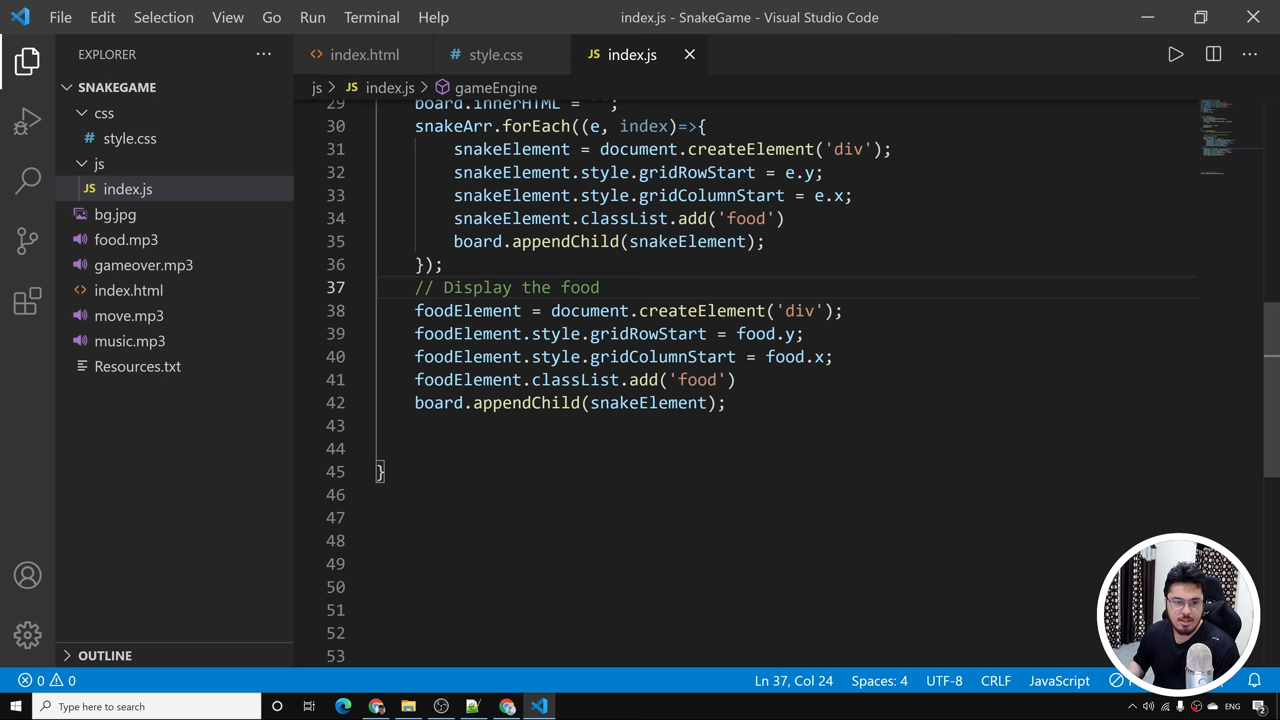 File Edit Selection View Go Run Terminal Help index.js - SnakeGame - Visual Studio Code
EXPLORER
SNAKEGAME
css
# style.css
js
JS index.js
bg.jpg
food.mp3
gameover.mp3
<> index.html
move.mp3
music.mp3
Resources.txt
OUTLINE
<> index.html # style.css JS index.js
js > JS index.js > gameEngine
29 board.innerHTML = "";
30 snakeArr.forEach((e, index)=>{
31 snakeElement = document.createElement('div');
32 snakeElement.style.gridRowStart = e.y;
33 snakeElement.style.gridColumnStart = e.x;
34 snakeElement.classList.add('food')
35 board.appendChild(snakeElement);
36 });
37 // Display the food
38 foodElement = document.createElement('div');
39 foodElement.style.gridRowStart = food.y;
40 foodElement.style.gridColumnStart = food.x;
41 foodElement.classList.add('food')
42 board.appendChild(snakeElement);
43
44
45 }
46
47
48
49
50
51
52
53
0 0 Ln 37, Col 24 Spaces: 4 UTF-8 CRLF JavaScript
Type here to search ENG 2